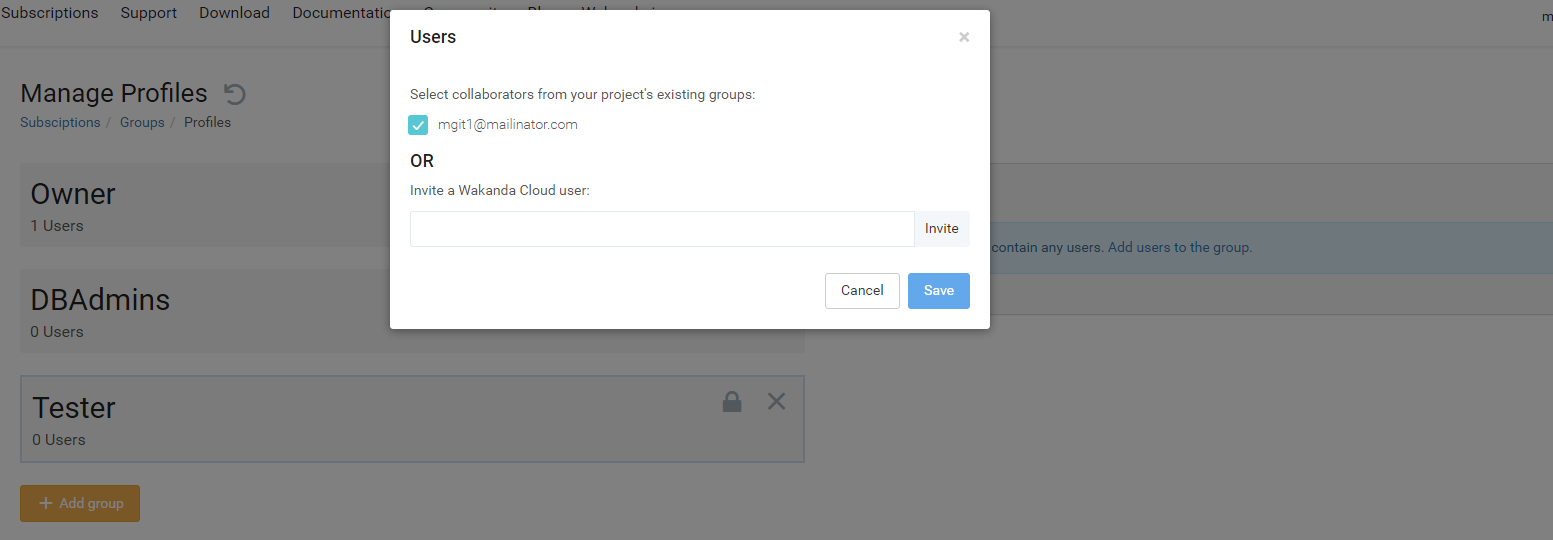 Subscriptions Support Download Documentatio
Users
Manage Profiles
Subsciptions / Groups / Profiles
Select collaborators from your project's existing groups:
mgit1@mailinator.com
OR
Invite a Wakanda Cloud user:
Invite
Cancel Save
Owner
1 Users
contain any users. Add users to the group.
DBAdmins
0 Users
Tester
0 Users
Add group